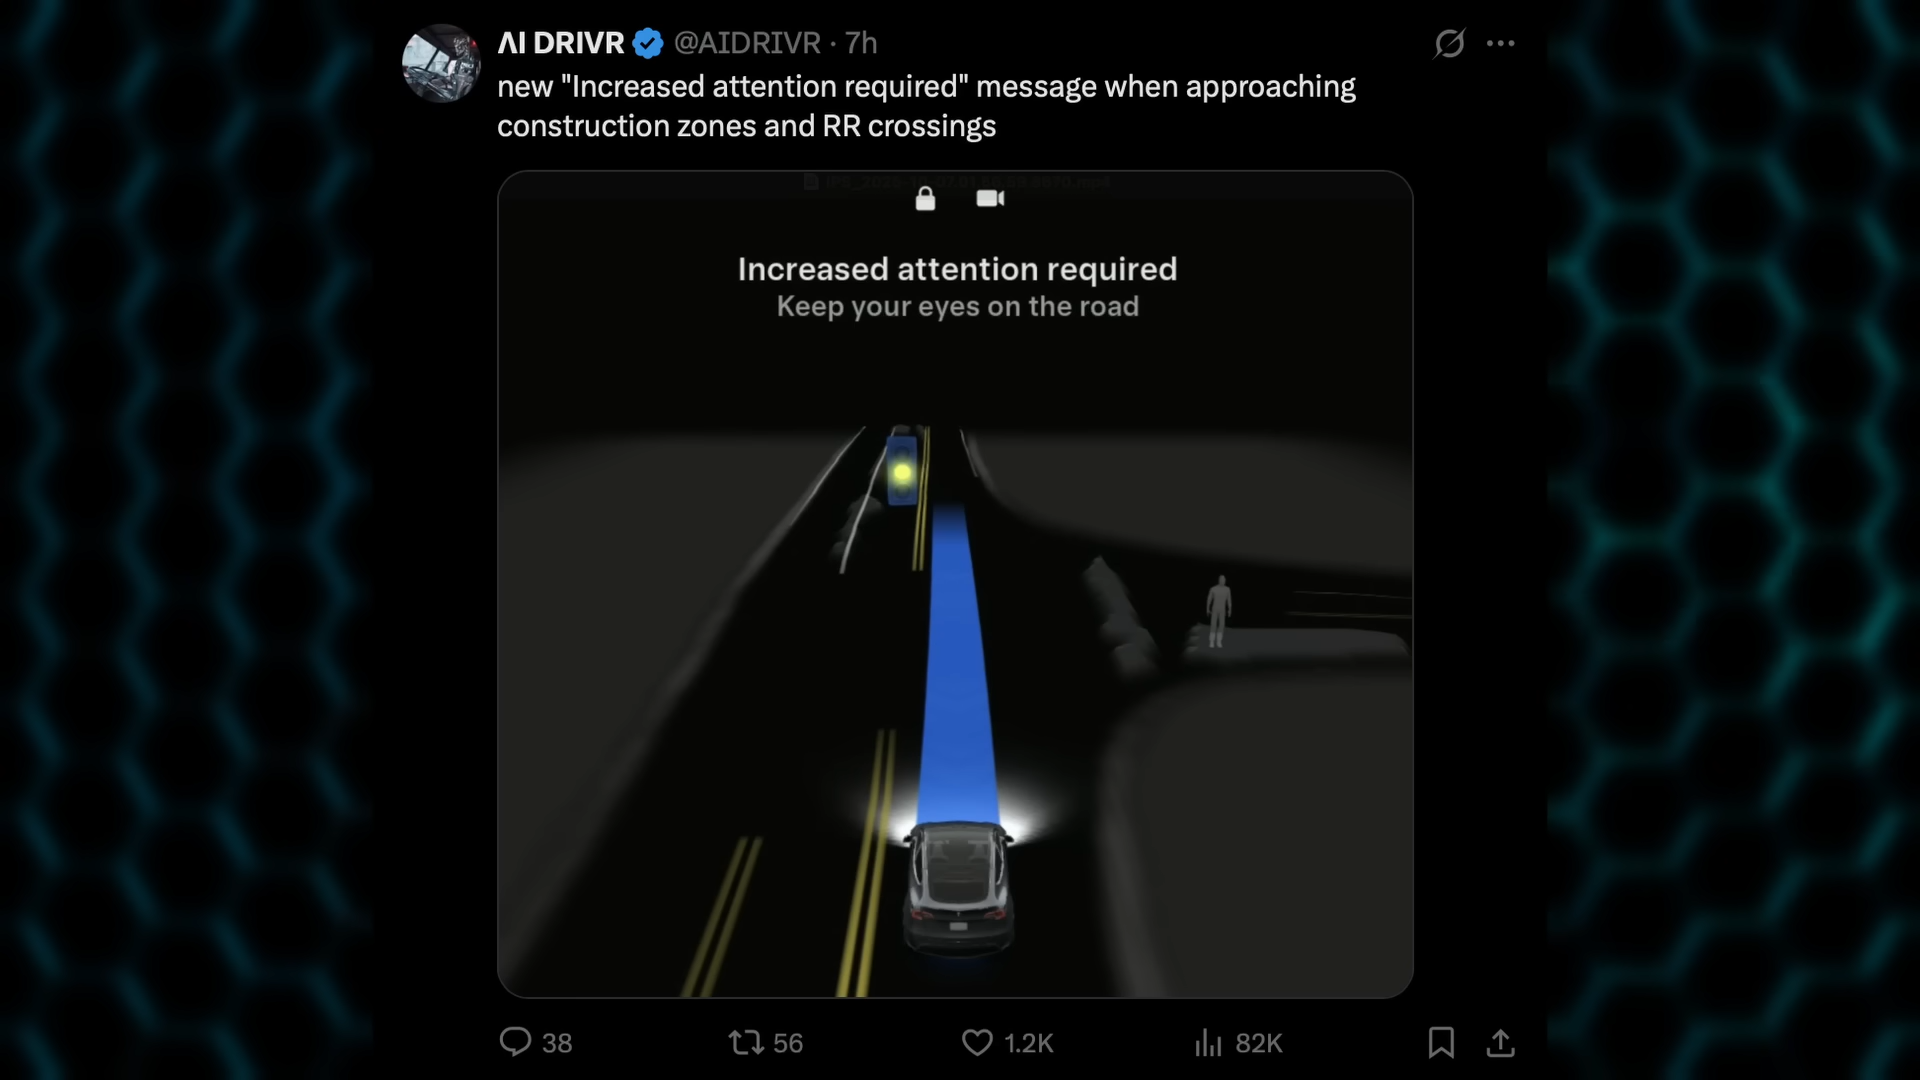 ΛI DRIVR @AIDRIVR · 7h
new "Increased attention required" message when approaching
construction zones and RR crossings
Increased attention required
Keep your eyes on the road
38 56 1.2K 82K